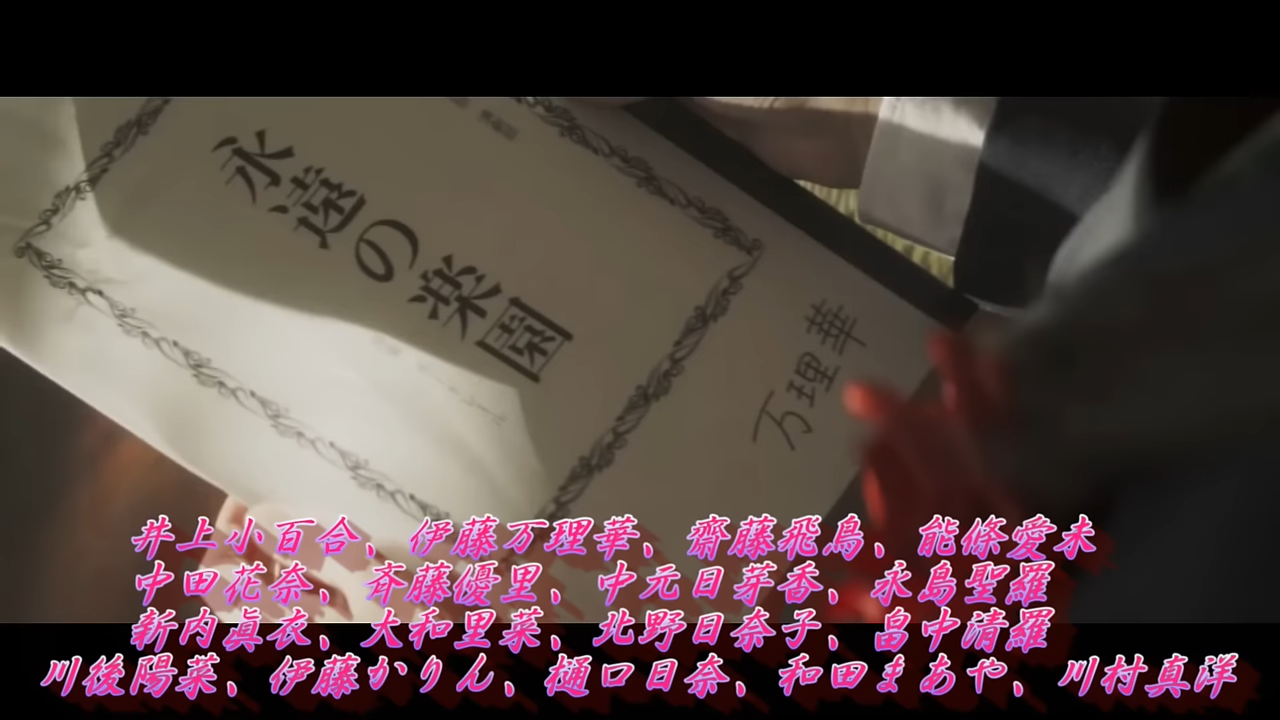 永遠の楽園
万理華
井上小百合、伊藤万理華、齋藤飛鳥、能條愛未
中田花奈、斉藤優里、中元日芽香、永島聖羅
新内眞衣、大和里菜、北野日奈子、畠中清羅
川後陽菜、伊藤かりん、樋口日奈、和田まあや、川村真洋